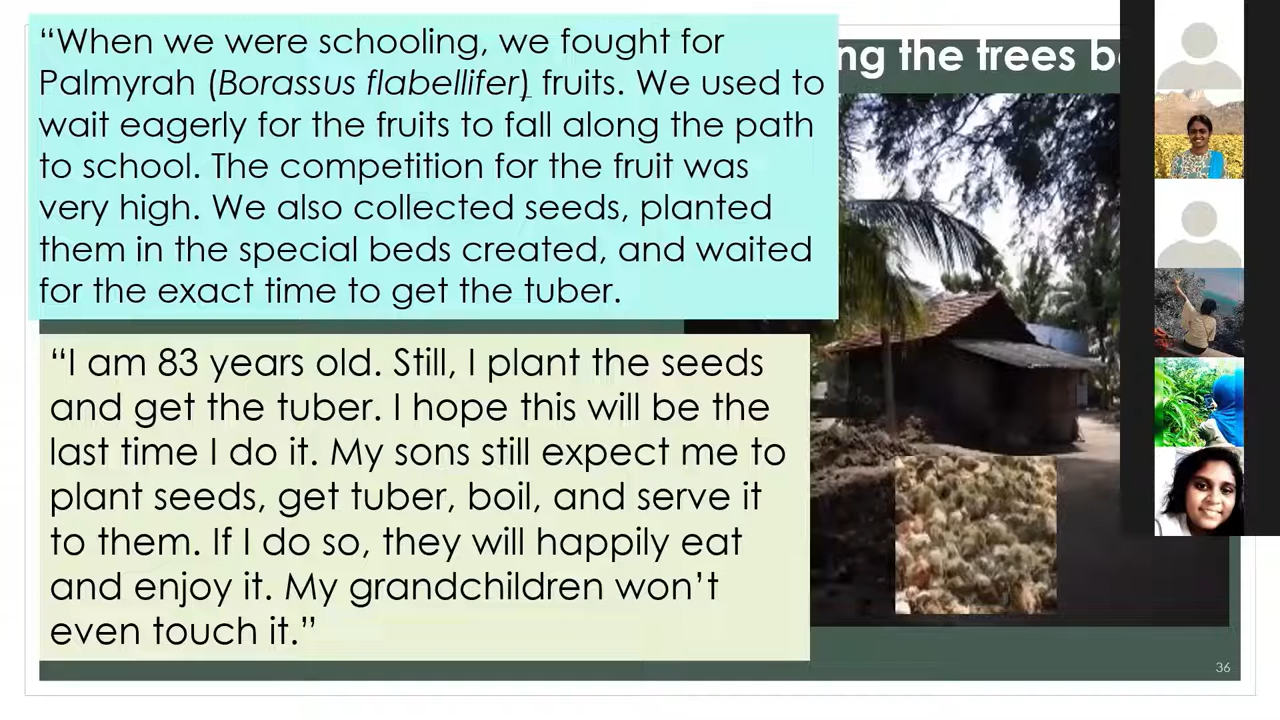 “When we were schooling, we fought for
Palmyrah (Borassus flabellifer) fruits. We used to
wait eagerly for the fruits to fall along the path
to school. The competition for the fruit was
very high. We also collected seeds, planted
them in the special beds created, and waited
for the exact time to get the tuber.
ng the trees b
“I am 83 years old. Still, I plant the seeds
and get the tuber. I hope this will be the
last time I do it. My sons still expect me to
plant seeds, get tuber, boil, and serve it
to them. If I do so, they will happily eat
and enjoy it. My grandchildren won’t
even touch it.”
36